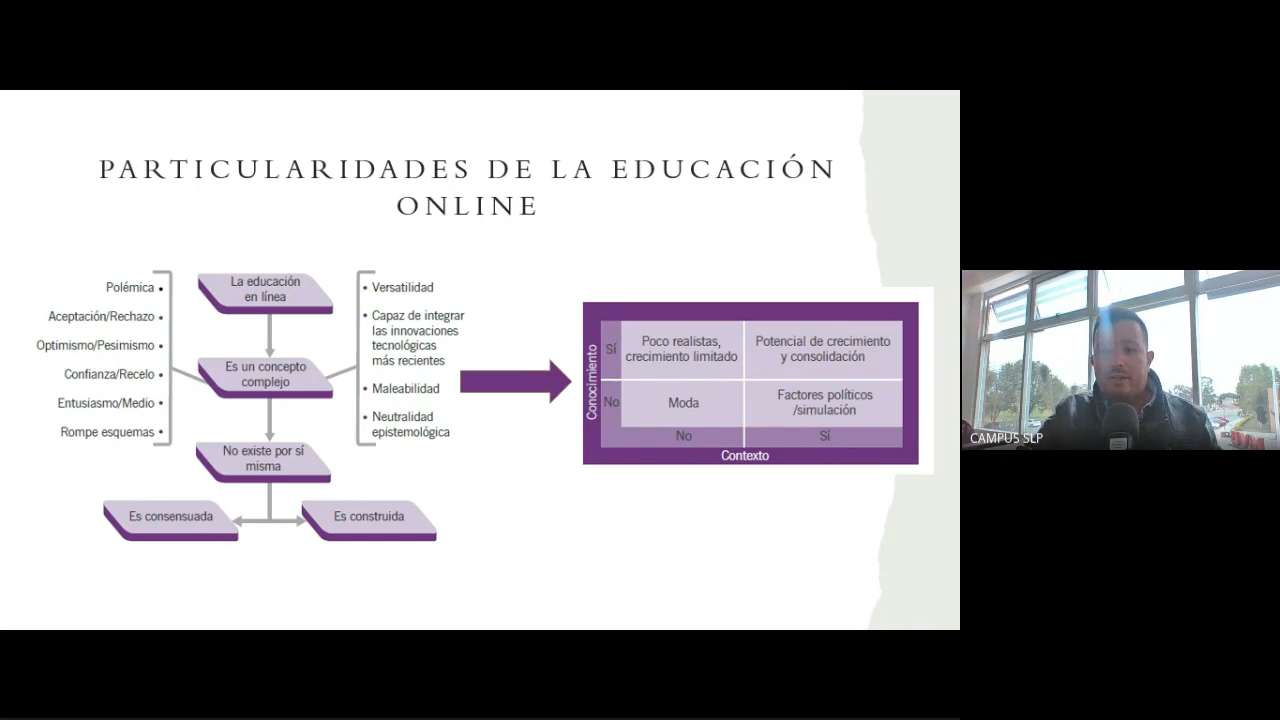 PARTICULARIDADES DE LA EDUCACIÓN
ONLINE
Polémica •
Aceptación/Rechazo •
Optimismo/Pesimismo •
Confianza/Recelo •
Entusiasmo/Medio •
Rompe esquemas •
La educación
en línea
Es un concepto
complejo
No existe por sí
misma
Es consensuada
Es construida
• Versatilidad
• Capaz de integrar
las innovaciones
tecnológicas
más recientes
• Maleabilidad
• Neutralidad
epistemológica
Conocimiento
Sí
Poco realistas,
crecimiento limitado
Potencial de crecimiento
y consolidación
No
Moda
Factores políticos
/simulación
No
Sí
Contexto
CAMPUS SLP